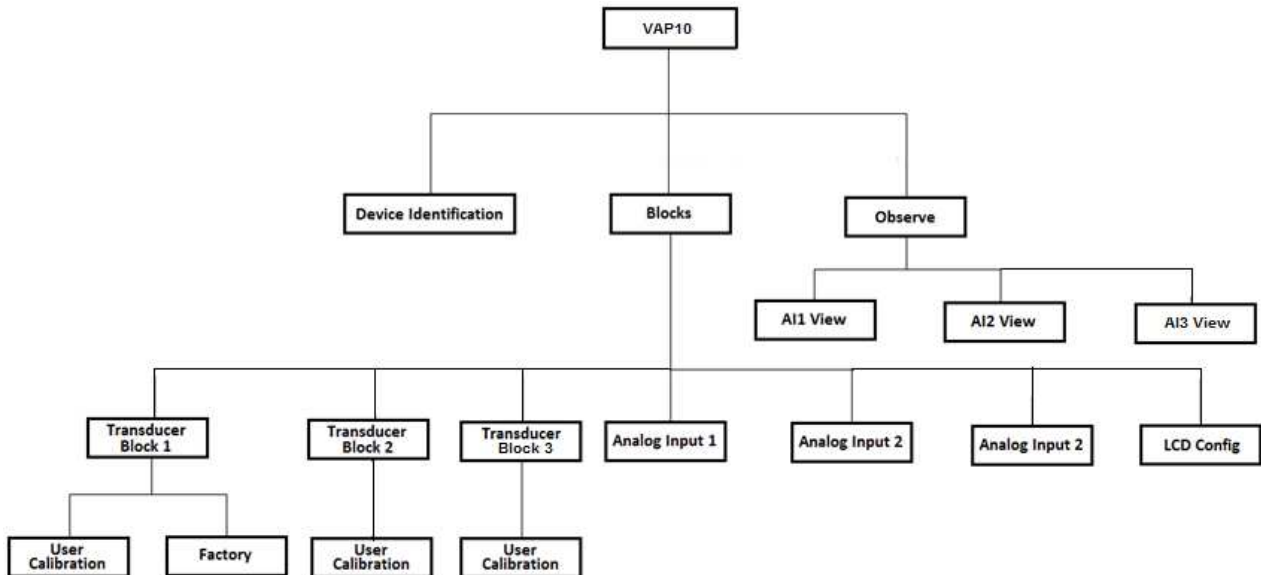 VAP10
Device Identification
Blocks
Observe
AI1 View
AI2 View
AI3 View
Transducer
Block 1
Transducer
Block 2
Transducer
Block 3
Analog Input 1
Analog Input 2
Analog Input 2
LCD Config
User
Calibration
Factory
User
Calibration
User
Calibration